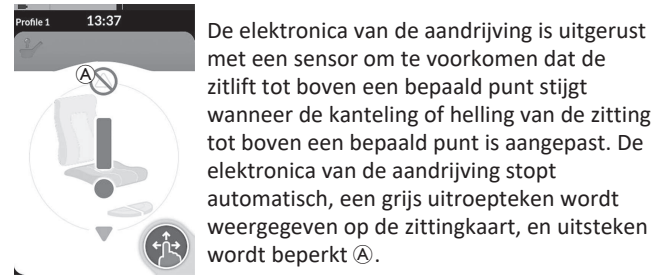 Profile 1 13:37
A
De elektronica van de aandrijving is uitgerust
met een sensor om te voorkomen dat de
zitlift tot boven een bepaald punt stijgt
wanneer de kanteling of helling van de zitting
tot boven een bepaald punt is aangepast. De
elektronica van de aandrijving stopt
automatisch, een grijs uitroepteken wordt
weergegeven op de zittingkaart, en uitsteken
wordt beperkt Ⓐ.